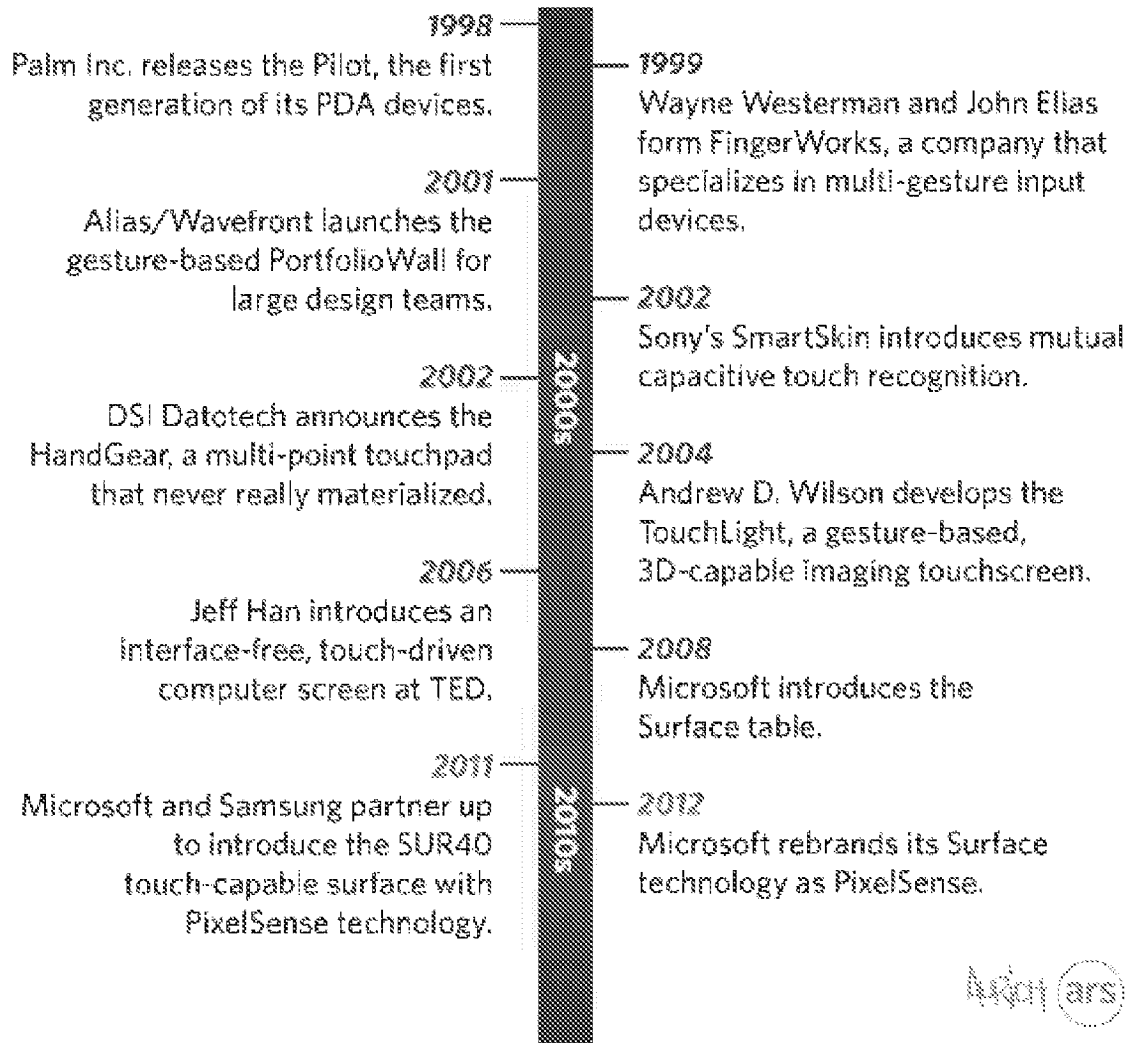 1998
Palm Inc. releases the Pilot, the first
generation of its PDA devices.
1999
Wayne Westerman and John Elias
form FingerWorks, a company that
specializes in multi-gesture input
devices.
2001
Alias/Wavefront launches the
gesture-based PortfolioWall for
large design teams.
2002
Sony's SmartSkin introduces mutual
capacitive touch recognition.
2000s
2002
DSI Datotech announces the
HandGear, a multi-point touchpad
that never really materialized.
2004
Andrew D. Wilson develops the
TouchLight, a gesture-based,
3D-capable imaging touchscreen.
2006
Jeff Han introduces an
interface-free, touch-driven
computer screen at TED.
2008
Microsoft introduces the
Surface table.
2011
Microsoft and Samsung partner up
to introduce the SUR40
touch-capable surface with
PixelSense technology.
2010s
2012
Microsoft rebrands its Surface
technology as PixelSense.
ars